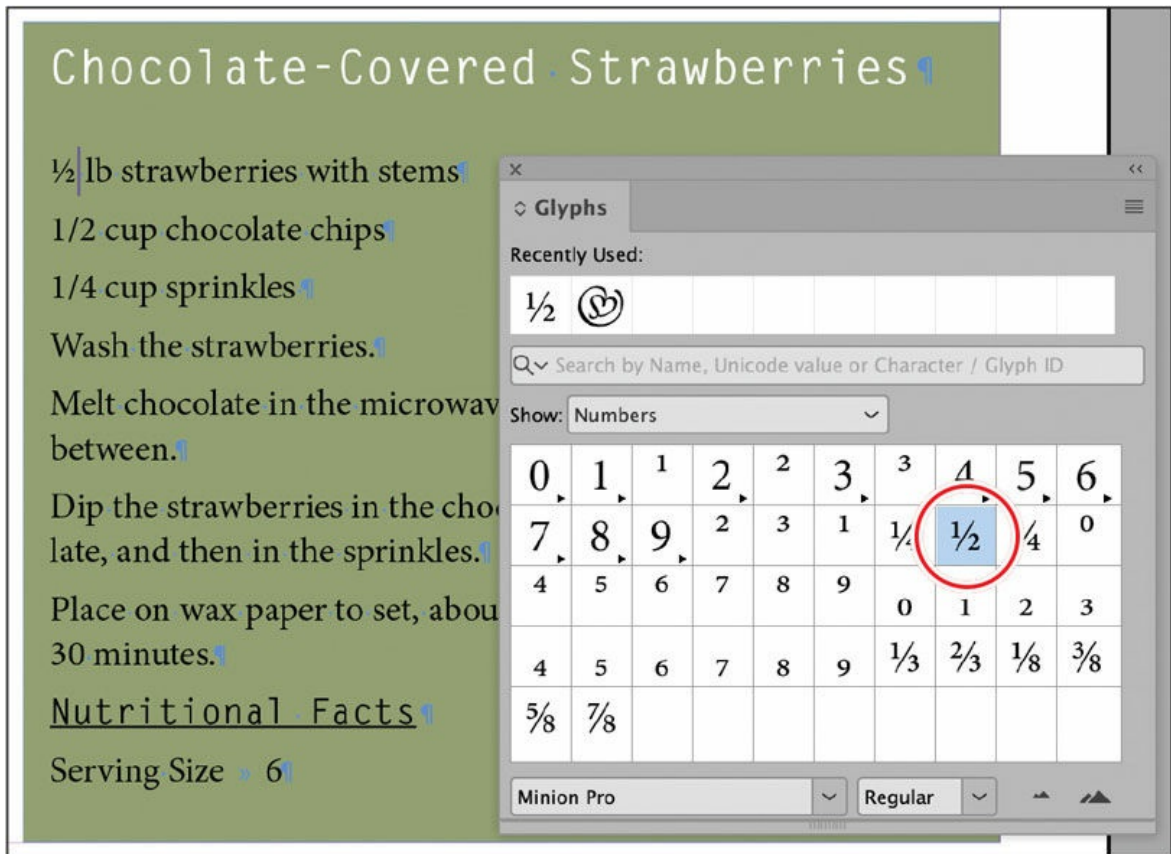 Chocolate-Covered Strawberries¶
½ lb strawberries with stems¶
1/2 cup chocolate chips¶
1/4 cup sprinkles¶
Wash the strawberries.¶
Melt chocolate in the microwav
between.¶
Dip the strawberries in the cho
late, and then in the sprinkles.¶
Place on wax paper to set, abou
30 minutes.¶
Nutritional Facts¶
Serving Size » 6¶
Glyphs
Recently Used:
½
Search by Name, Unicode value or Character / Glyph ID
Show: Numbers
0 1 ¹ 2 ² 3 ³ 4 5 6
7 8 9 ² ³ ¹ ¼ ½ ¾ ⁰
⁴ ⁵ ⁶ ⁷ ⁸ ⁹ ₀ ₁ ₂ ₃
₄ ₅ ₆ ₇ ₈ ₉ ⅓ ⅔ ⅛ ⅜
⅝ ⅞
Minion Pro Regular